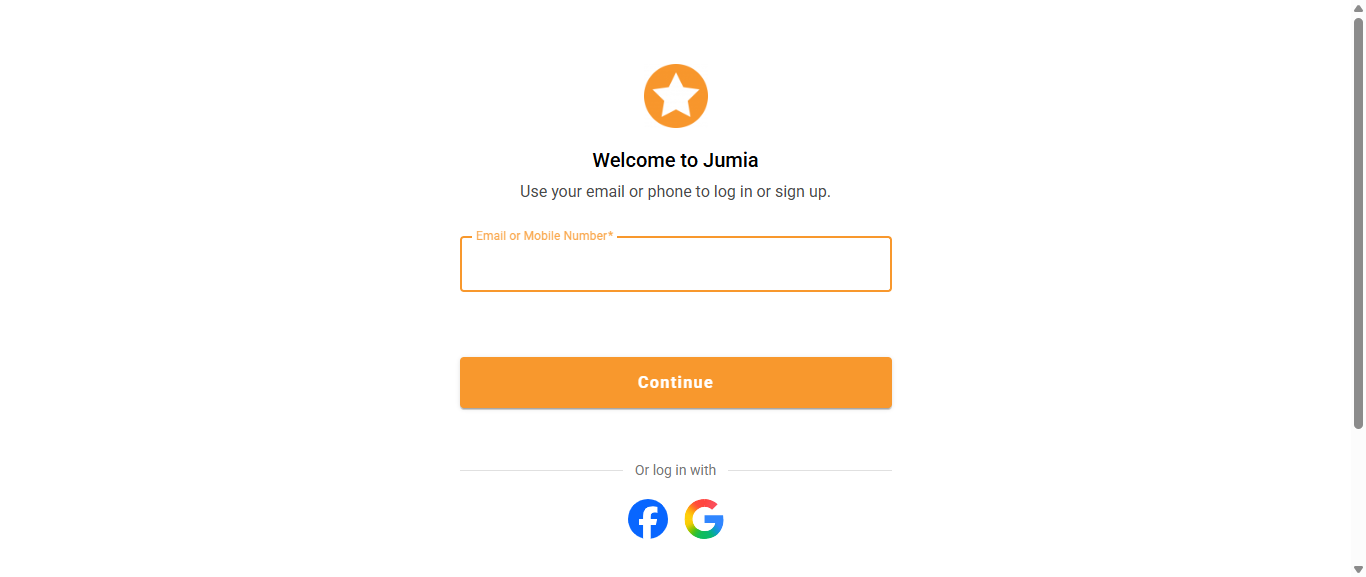 Welcome to Jumia
Use your email or phone to log in or sign up.
Email or Mobile Number*
Continue
Or log in with